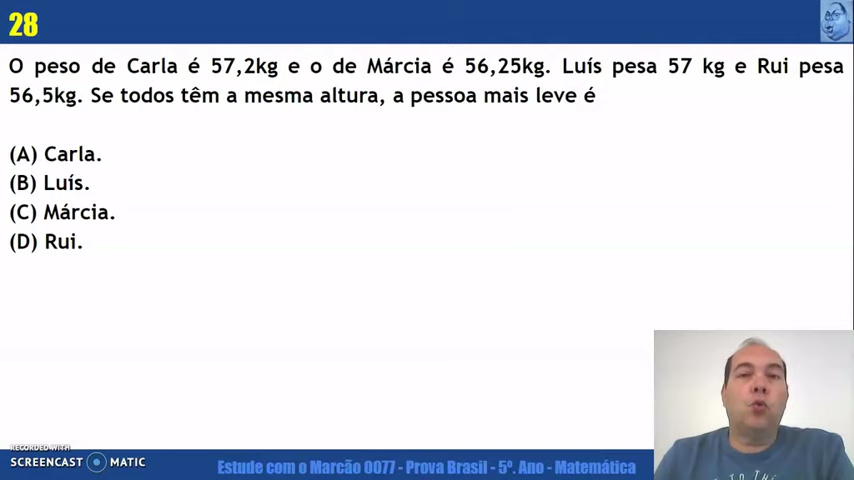 28
O peso de Carla é 57,2kg e o de Márcia é 56,25kg. Luís pesa 57 kg e Rui pesa
56,5kg. Se todos têm a mesma altura, a pessoa mais leve é
(A) Carla.
(B) Luís.
(C) Márcia.
(D) Rui.
RECORDED WITH
SCREENCAST MATIC
Estude com o Marcão 0077 - Prova Brasil - 5º. Ano - Matemática
TO THE